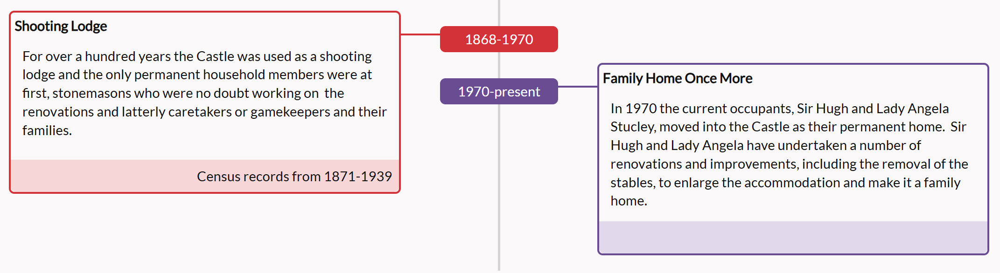 Shooting Lodge
For over a hundred years the Castle was used as a shooting
lodge and the only permanent household members were at
first, stonemasons who were no doubt working on  the
renovations and latterly caretakers or gamekeepers and their
families.
Census records from 1871-1939
1868-1970
1970-present
Family Home Once More
In 1970 the current occupants, Sir Hugh and Lady Angela
Stucley, moved into the Castle as their permanent home.  Sir
Hugh and Lady Angela have undertaken a number of
renovations and improvements, including the removal of the
stables, to enlarge the accommodation and make it a family
home.